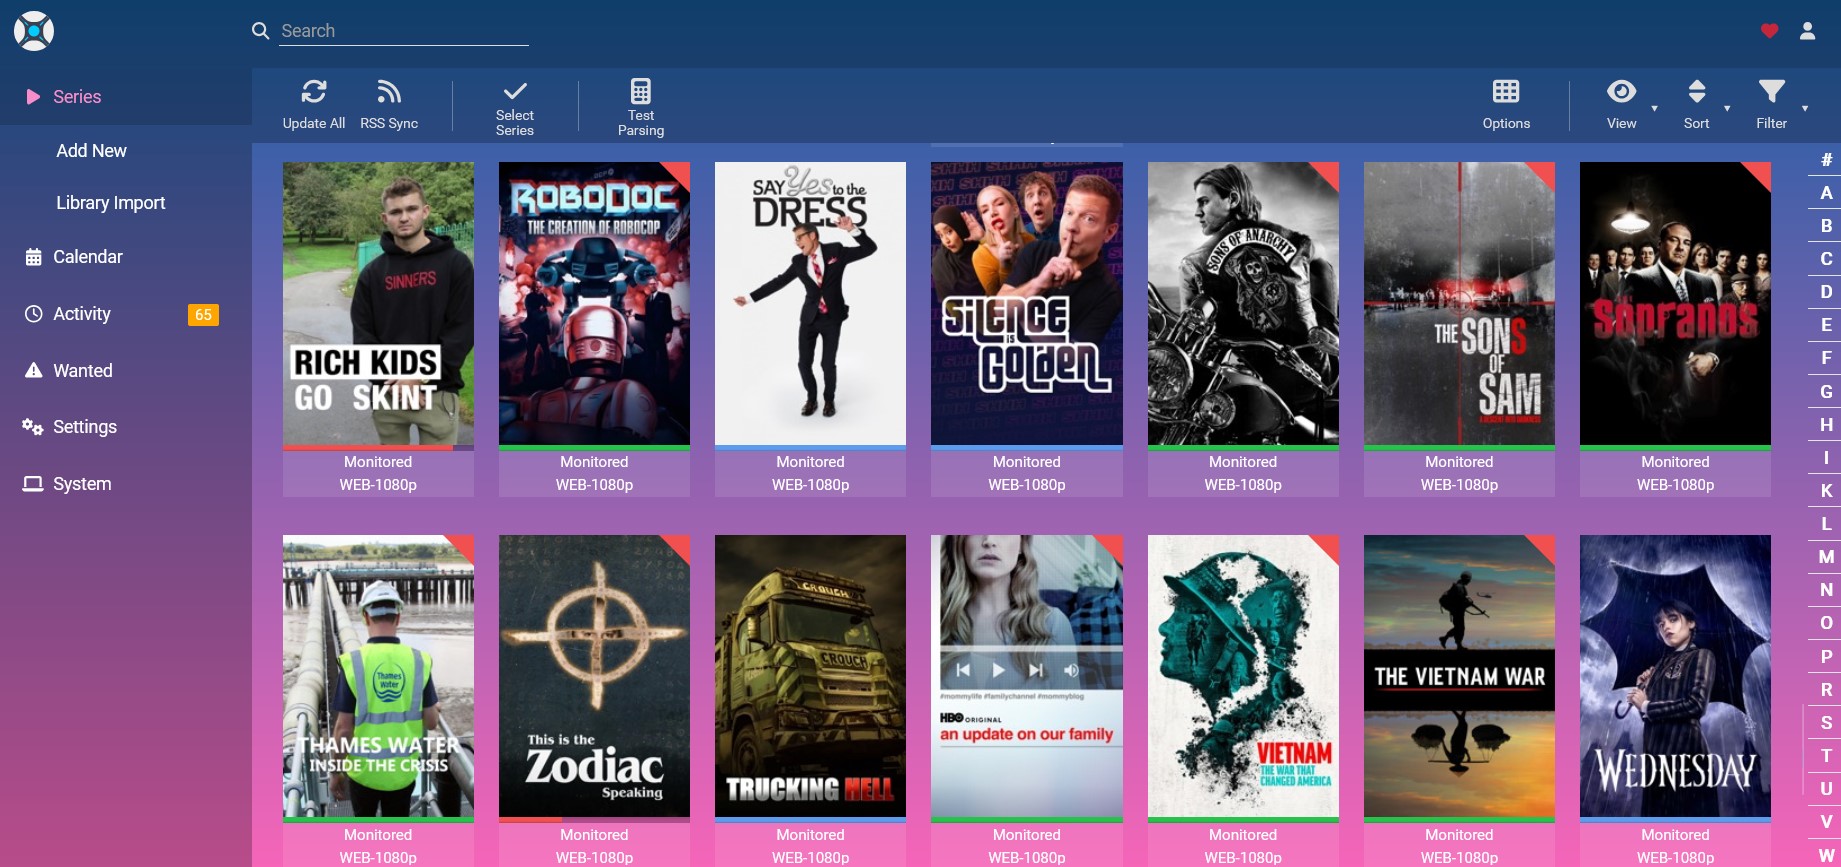 Search
Series
Add New
Library Import
Calendar
Activity
65
Wanted
Settings
System
Update All
RSS Sync
Select
Series
Test
Parsing
Options
View
Sort
Filter
SINNERS
RICH KIDS
GO SKINT
Monitored
WEB-1080p
ROBODOC
THE CREATION OF ROBOCOP
Monitored
WEB-1080p
SAY Yes to the
DRESS
Monitored
WEB-1080p
SILENCE
IS
GOLDEN
Monitored
WEB-1080p
SONS OF ANARCHY
Monitored
WEB-1080p
THE SONS
OF
SAM
A DESCENT INTO DARKNESS
Monitored
WEB-1080p
Sopranos
Monitored
WEB-1080p
Thames
Water
THAMES WATER
INSIDE THE CRISIS
Monitored
WEB-1080p
This is the
Zodiac
Speaking
Monitored
WEB-1080p
CROUCH
CROUCH
TRUCKING HELL
Monitored
WEB-1080p
#mommylife #familychannel #mommyblog
HBO ORIGINAL
an update on our family
Monitored
WEB-1080p
VIETNAM
THE WAR THAT
CHANGED AMERICA
Monitored
WEB-1080p
THE VIETNAM WAR
Monitored
WEB-1080p
WEDNESDAY
Monitored
WEB-1080p
#
A
B
C
D
E
F
G
H
I
K
L
M
N
O
P
R
S
T
U
V
W